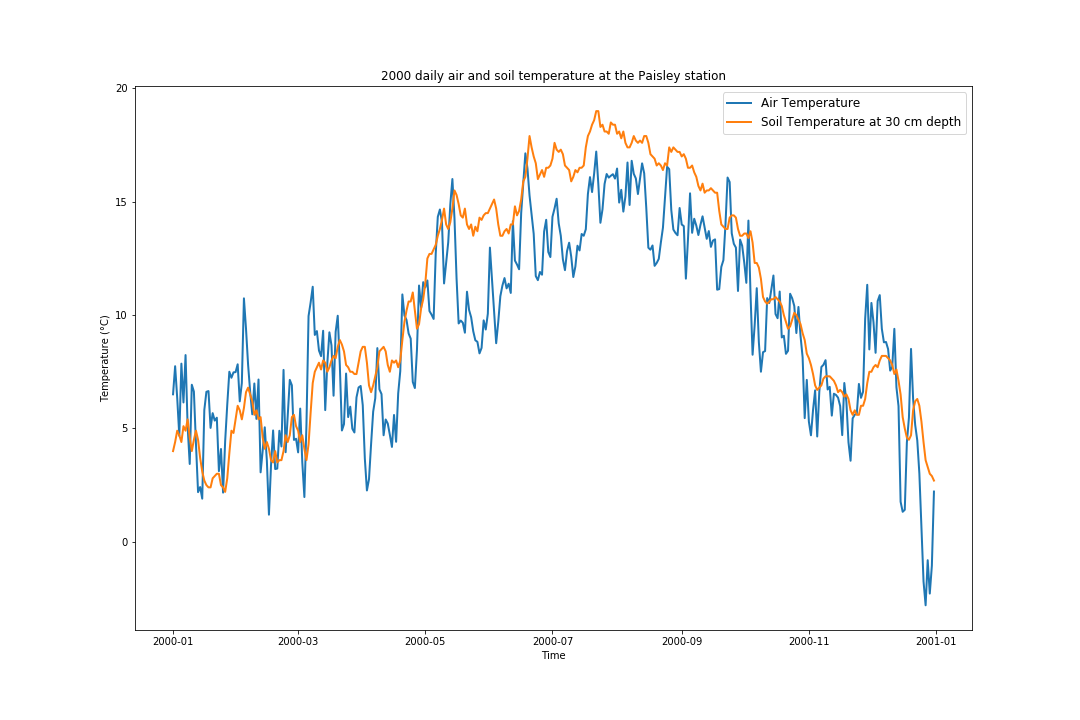 2000 daily air and soil temperature at the Paisley station
Air Temperature
Soil Temperature at 30 cm depth
20
15
10
5
0
Temperature (°C)
2000-01
2000-03
2000-05
2000-07
2000-09
2000-11
2001-01
Time